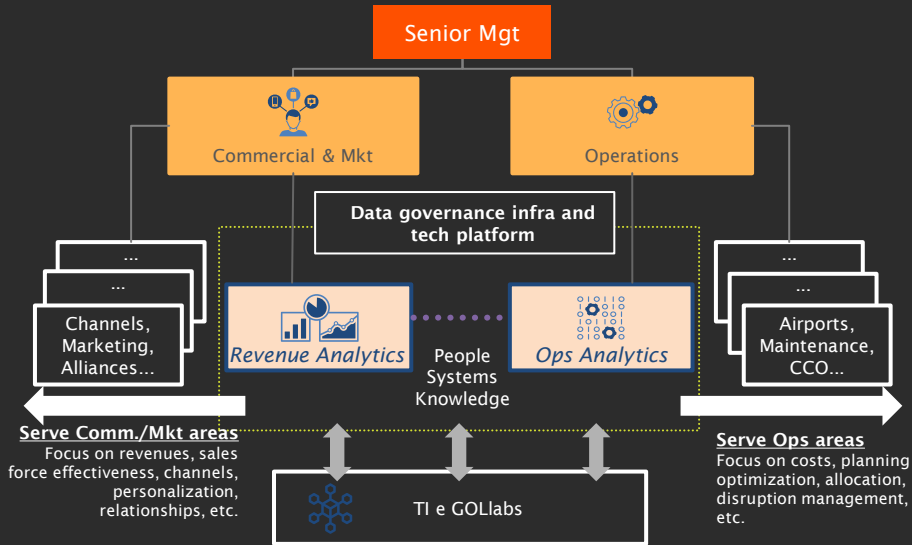 Senior Mgt
Commercial & Mkt
Operations
Data governance infra and
tech platform
...
...
Channels,
Marketing,
Alliances...
Revenue Analytics
Ops Analytics
People
Systems
Knowledge
...
...
Airports,
Maintenance,
CCO...
Serve Comm./Mkt areas
Focus on revenues, sales
force effectiveness, channels,
personalization,
relationships, etc.
Serve Ops areas
Focus on costs, planning
optimization, allocation,
disruption management,
etc.
TI e GOLlabs